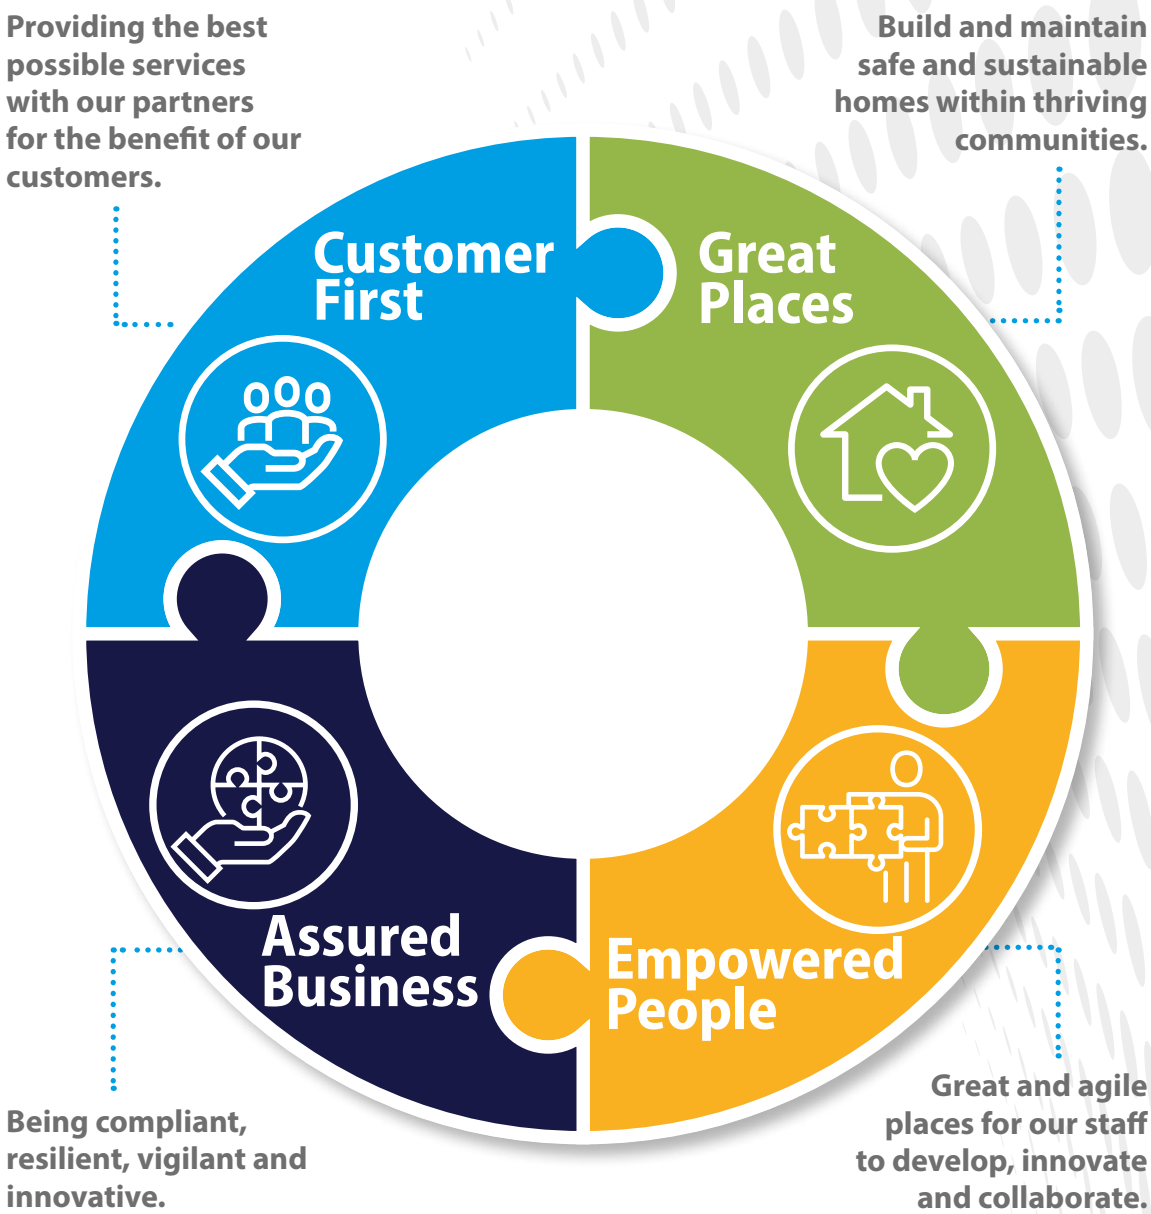 Providing the best
possible services
with our partners
for the benefit of our
customers.
Build and maintain
safe and sustainable
homes within thriving
communities.
Customer
First
Great
Places
Assured
Business
Empowered
People
Being compliant,
resilient, vigilant and
innovative.
Great and agile
places for our staff
to develop, innovate
and collaborate.